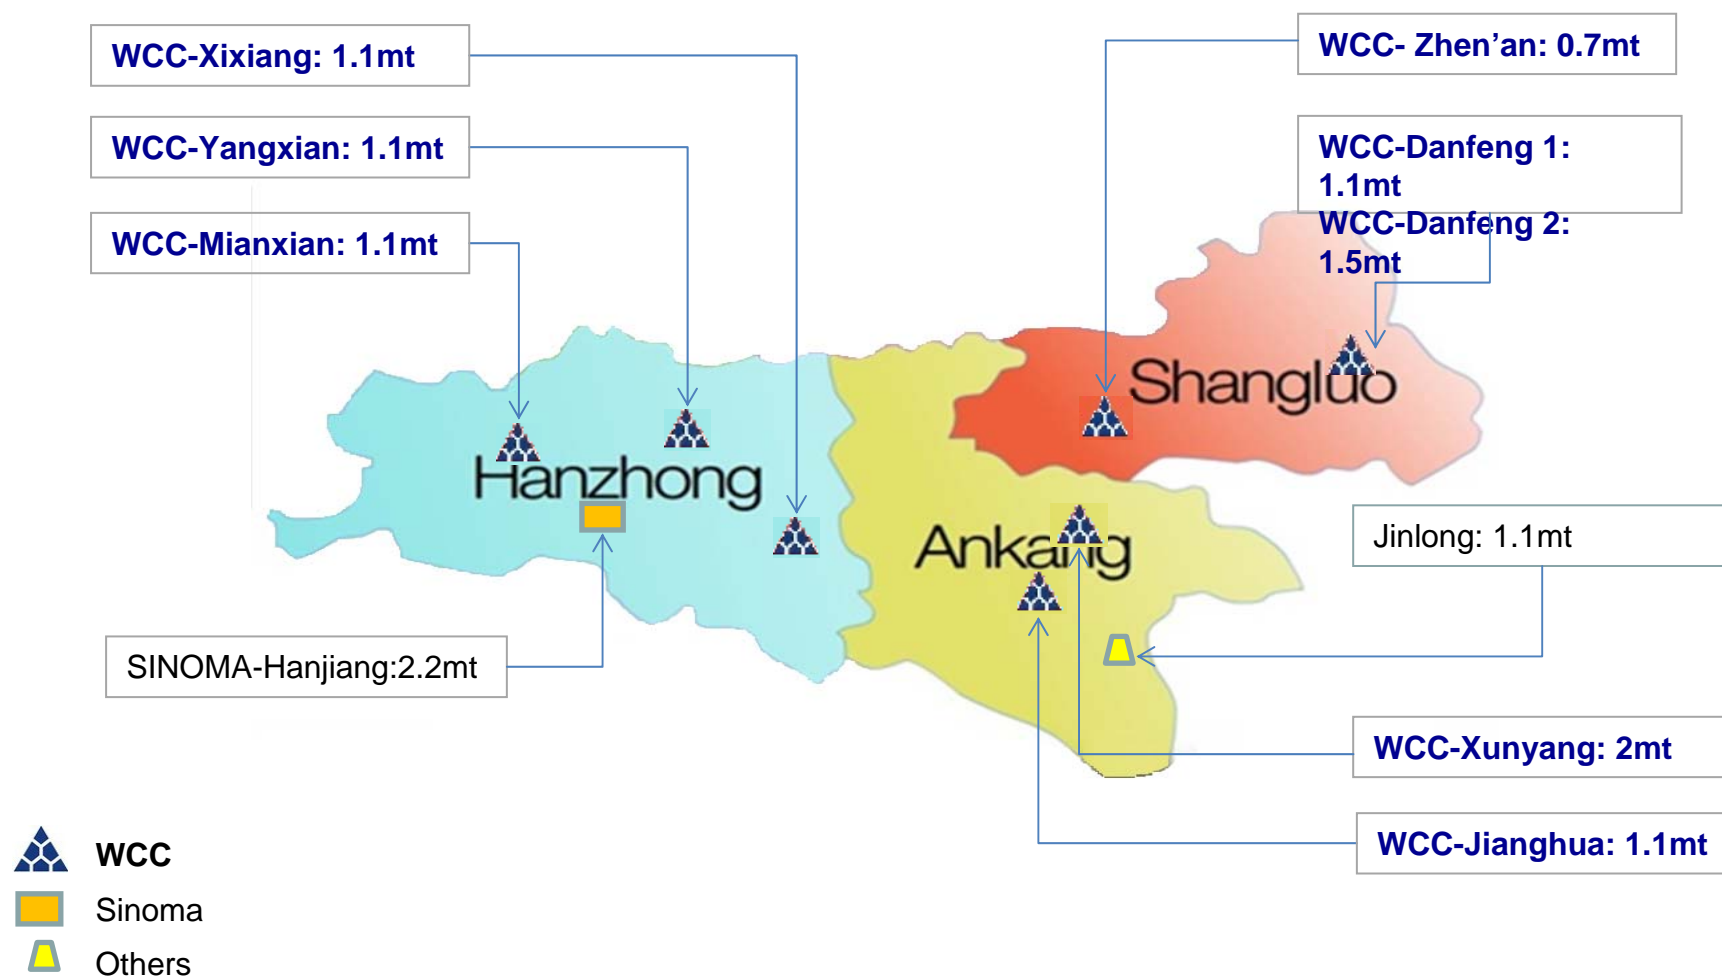 WCC-Xixiang: 1.1mt
WCC- Zhen’an: 0.7mt
WCC-Yangxian: 1.1mt
WCC-Danfeng 1:
1.1mt
WCC-Danfeng 2:
1.5mt
WCC-Mianxian: 1.1mt
Shangluo
Hanzhong
Ankang
Jinlong: 1.1mt
SINOMA-Hanjiang:2.2mt
WCC-Xunyang: 2mt
WCC-Jianghua: 1.1mt
WCC
Sinoma
Others